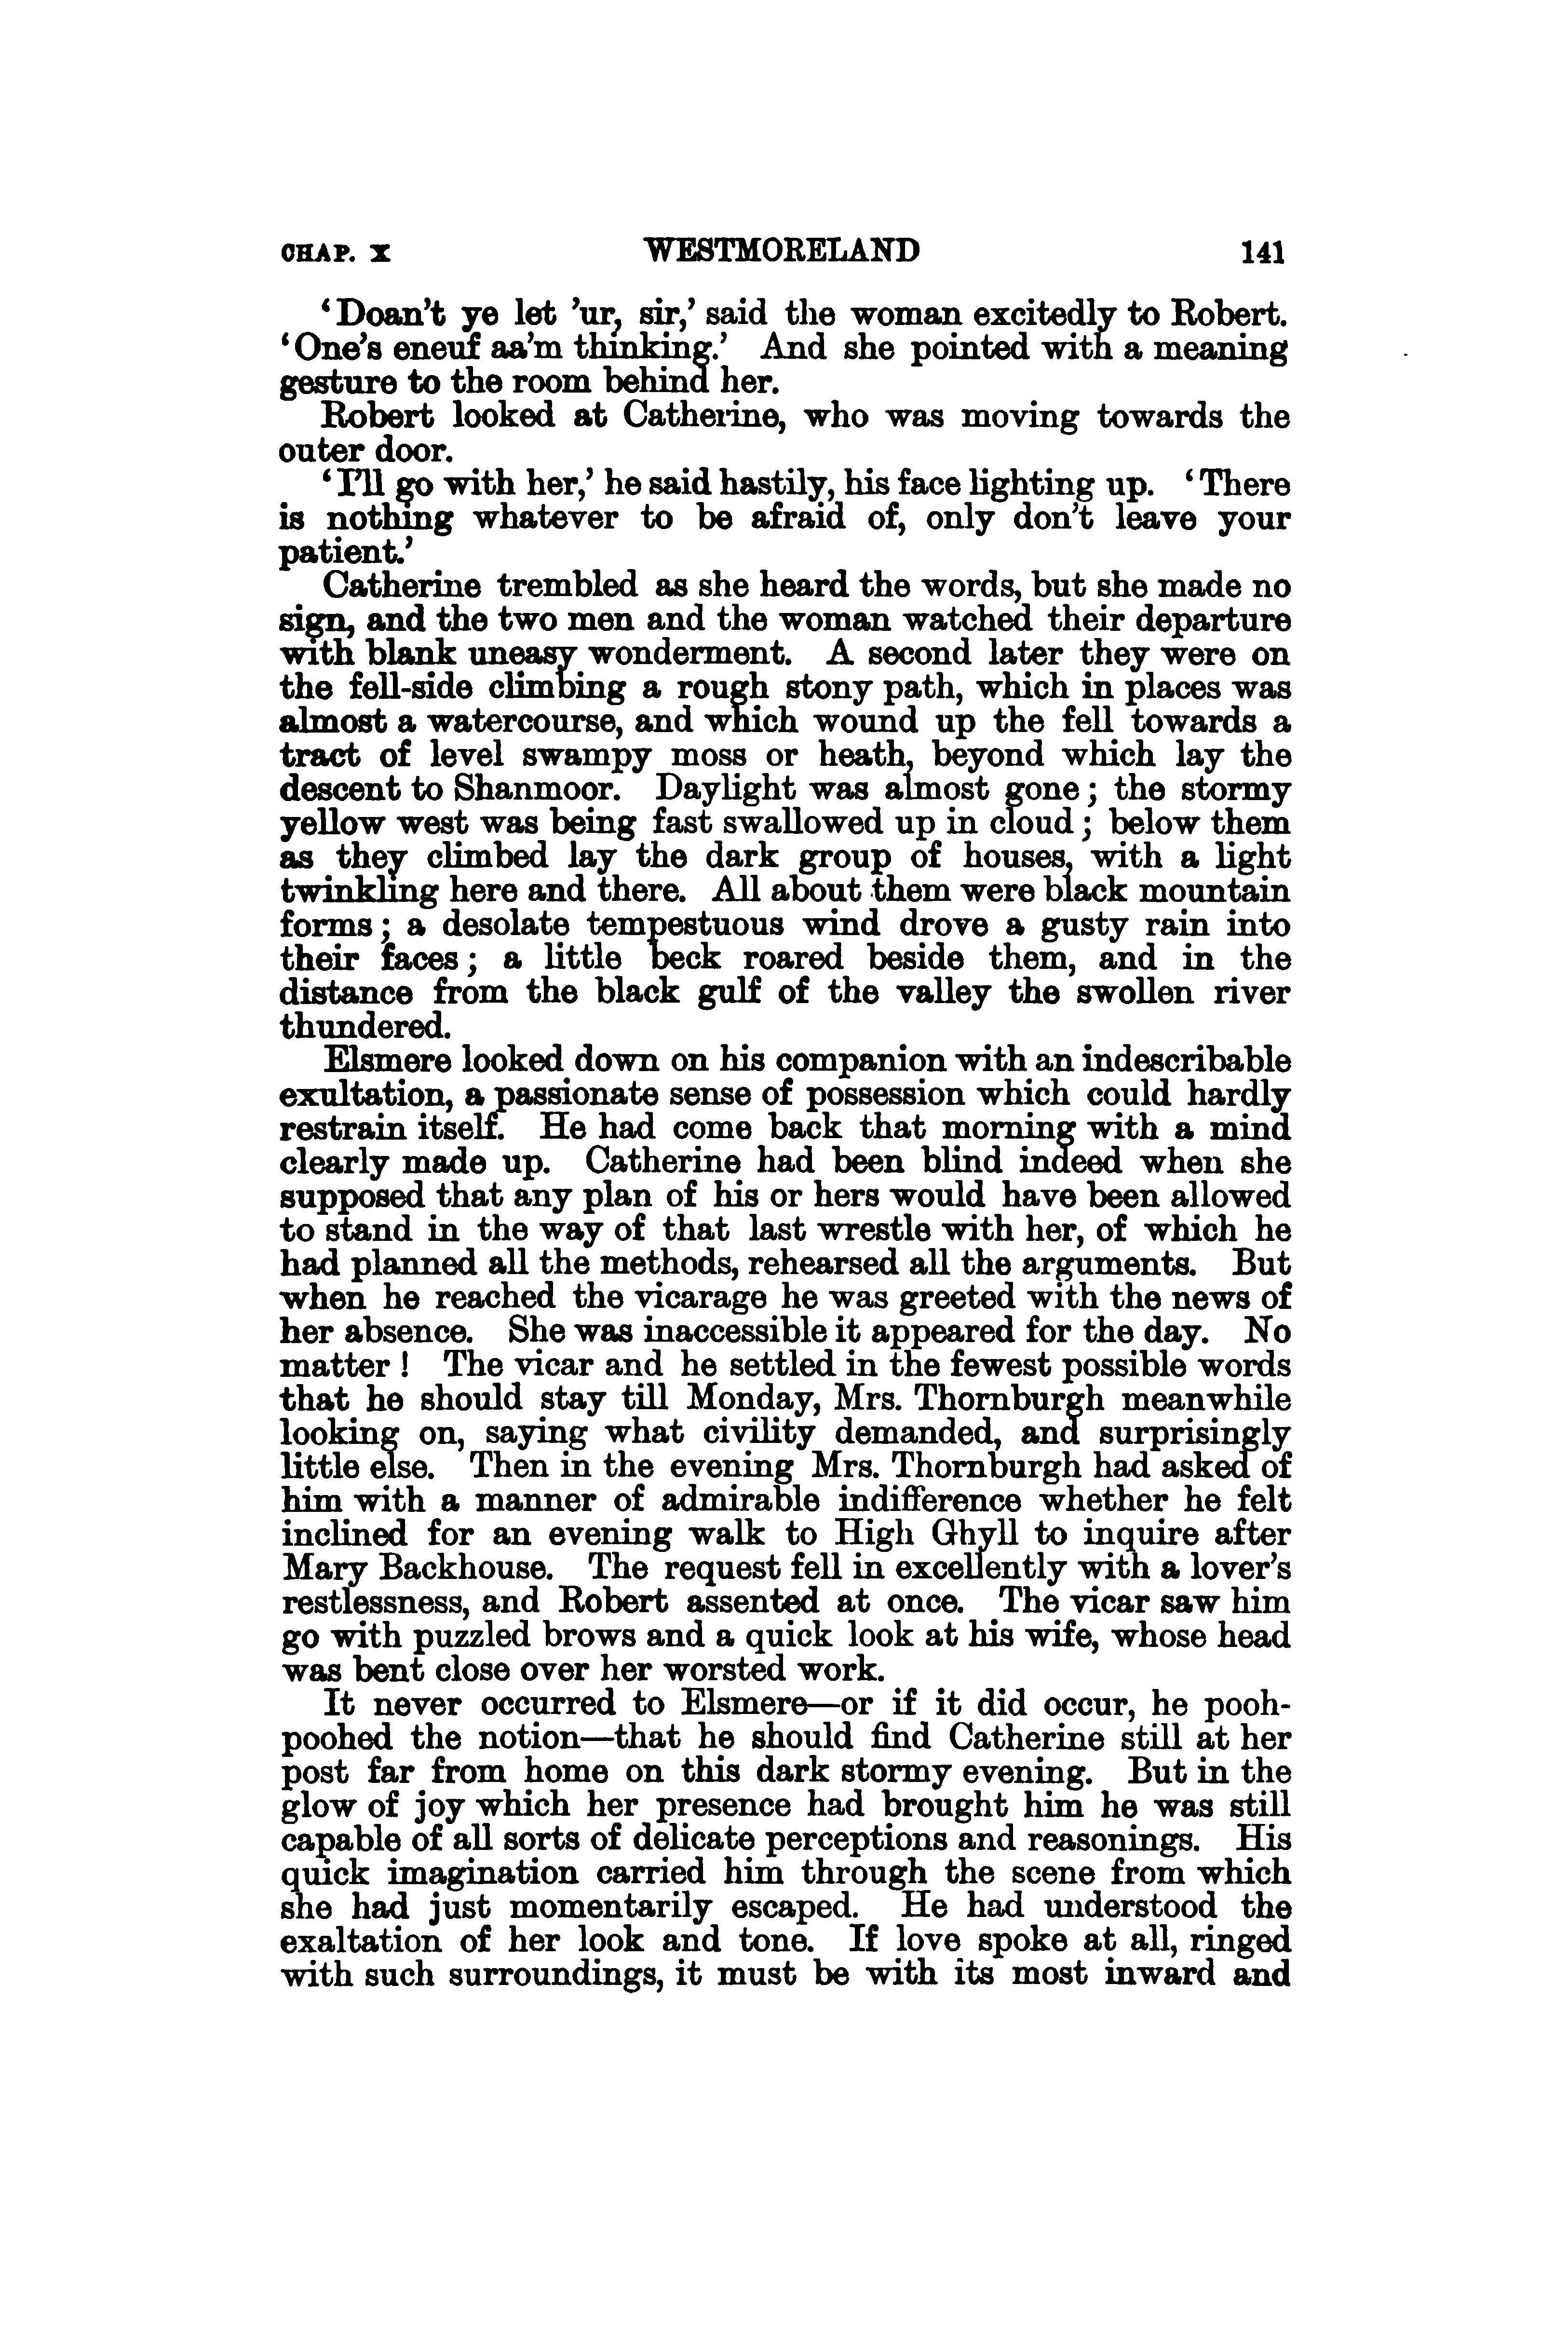 CHAP. X WESTMORELAND 141
‘Doan’t ye let ’ur, sir,’ said the woman excitedly to Robert.
‘One’s eneuf aa’m thinking.’ And she pointed with a meaning
gesture to the room behind her.
Robert looked at Catherine, who was moving towards the
outer door.
‘I’ll go with her,’ he said hastily, his face lighting up. ‘There
is nothing whatever to be afraid of, only don’t leave your
patient.’
Catherine trembled as she heard the words, but she made no
sign, and the two men and the woman watched their departure
with blank uneasy wonderment. A second later they were on
the fell-side climbing a rough stony path, which in places was
almost a watercourse, and which wound up the fell towards a
tract of level swampy moss or heath, beyond which lay the
descent to Shanmoor. Daylight was almost gone; the stormy
yellow west was being fast swallowed up in cloud; below them
as they climbed lay the dark group of houses, with a light
twinkling here and there. All about them were black mountain
forms; a desolate tempestuous wind drove a gusty rain into
their faces; a little beck roared beside them, and in the
distance from the black gulf of the valley the swollen river
thundered.
Elsmere looked down on his companion with an indescribable
exultation, a passionate sense of possession which could hardly
restrain itself. He had come back that morning with a mind
clearly made up. Catherine had been blind indeed when she
supposed that any plan of his or hers would have been allowed
to stand in the way of that last wrestle with her, of which he
had planned all the methods, rehearsed all the arguments. But
when he reached the vicarage he was greeted with the news of
her absence. She was inaccessible it appeared for the day. No
matter! The vicar and he settled in the fewest possible words
that he should stay till Monday, Mrs. Thornburgh meanwhile
looking on, saying what civility demanded, and surprisingly
little else. Then in the evening Mrs. Thornburgh had asked of
him with a manner of admirable indifference whether he felt
inclined for an evening walk to High Ghyll to inquire after
Mary Backhouse. The request fell in excellently with a lover’s
restlessness, and Robert assented at once. The vicar saw him
go with puzzled brows and a quick look at his wife, whose head
was bent close over her worsted work.
It never occurred to Elsmere—or if it did occur, he pooh-
poohed the notion—that he should find Catherine still at her
post far from home on this dark stormy evening. But in the
glow of joy which her presence had brought him he was still
capable of all sorts of delicate perceptions and reasonings. His
quick imagination carried him through the scene from which
she had just momentarily escaped. He had understood the
exaltation of her look and tone. If love spoke at all, ringed
with such surroundings, it must be with its most inward and